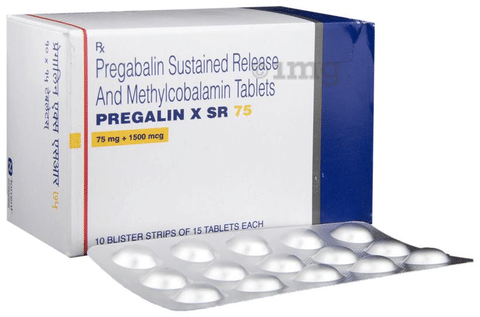 Rx
Pregabalin Sustained Release
And Methylcobalamin Tablets
PREGALIN X SR 75
75 mg + 1500 mcg
10 BLISTER STRIPS OF 15 TABLETS EACH
1mg